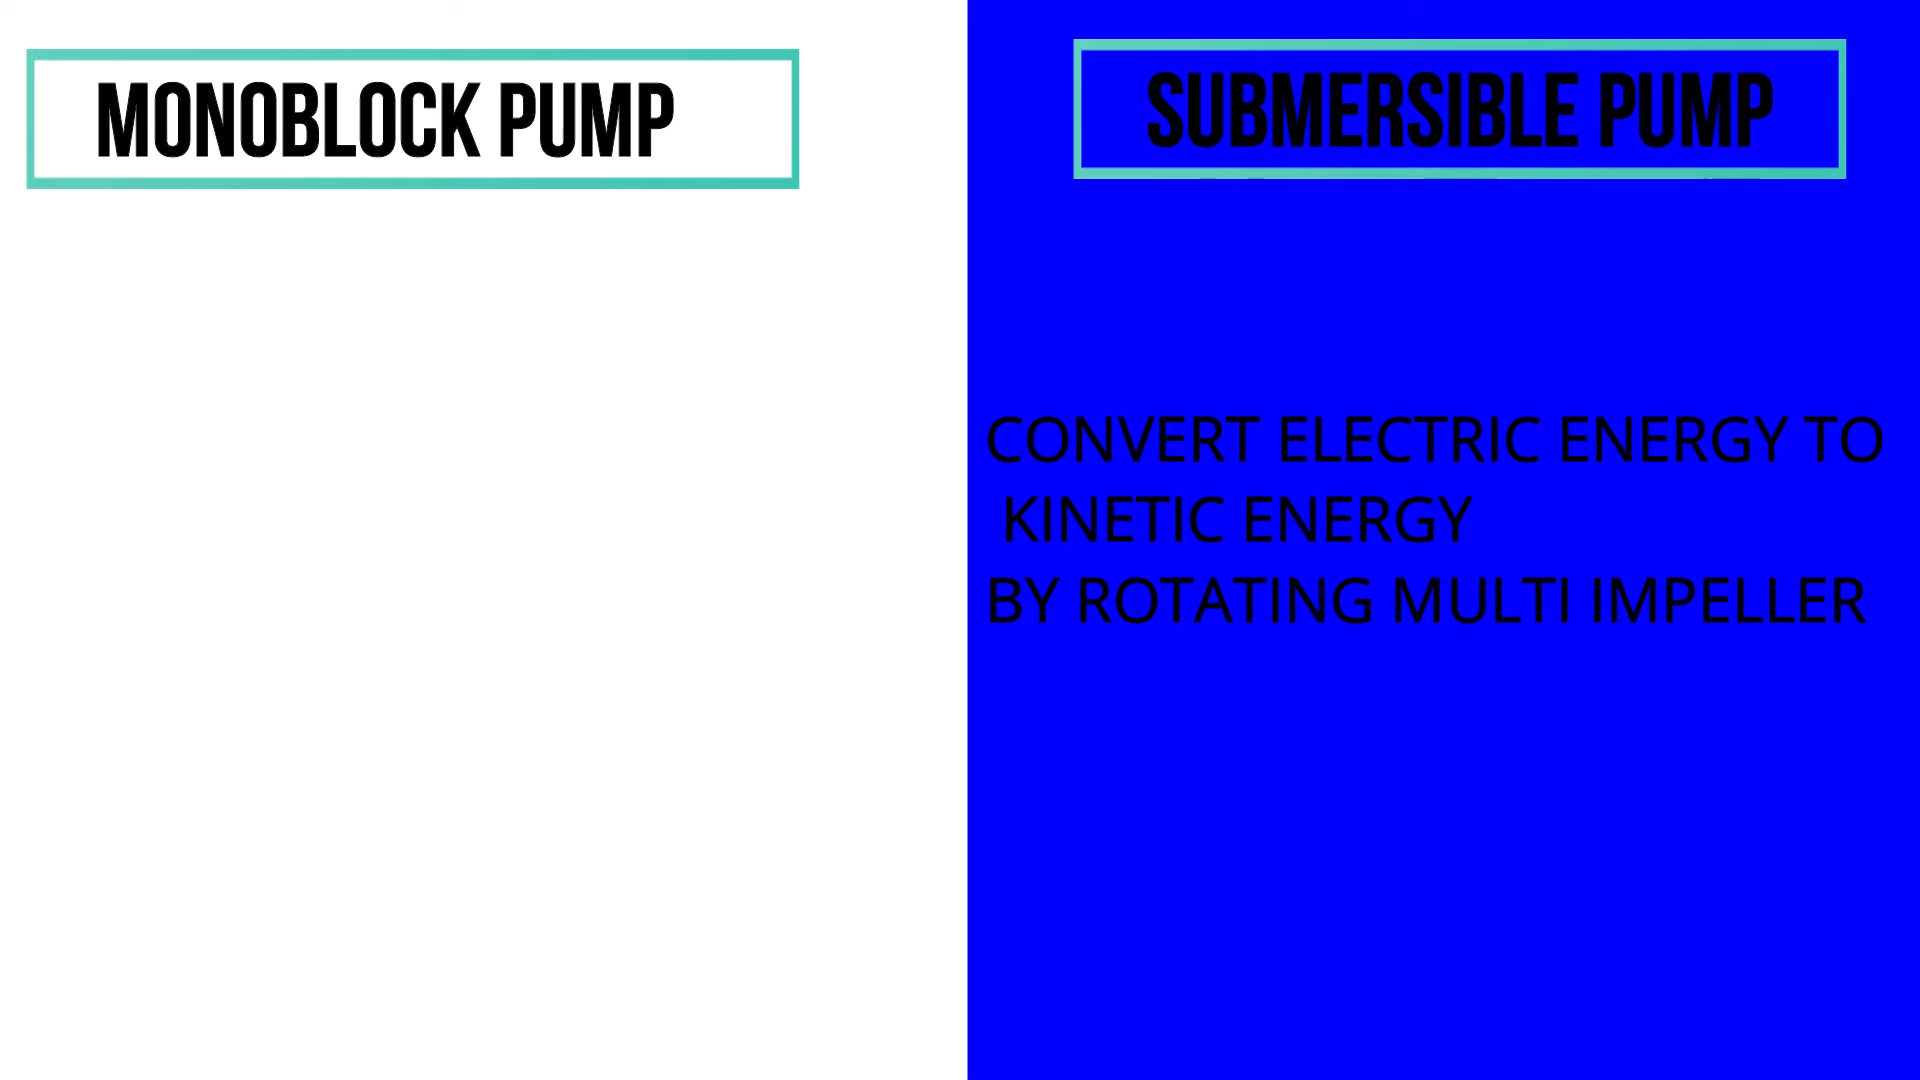 MONOBLOCK PUMP
SUBMERSIBLE PUMP
CONVERT ELECTRIC ENERGY TO
KINETIC ENERGY
BY ROTATING MULTI IMPELLER